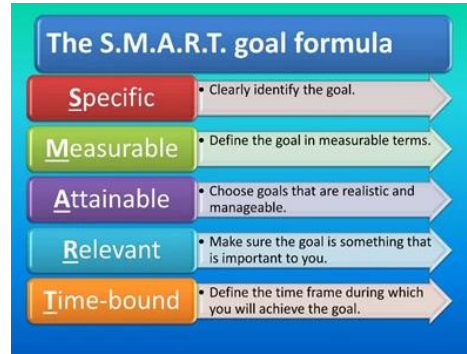 The S.M.A.R.T. goal formula
Specific
• Clearly identify the goal.
Measurable
• Define the goal in measurable terms.
Attainable
• Choose goals that are realistic and
manageable.
Relevant
• Make sure the goal is something that
is important to you.
Time-bound
• Define the time frame during which
you will achieve the goal.